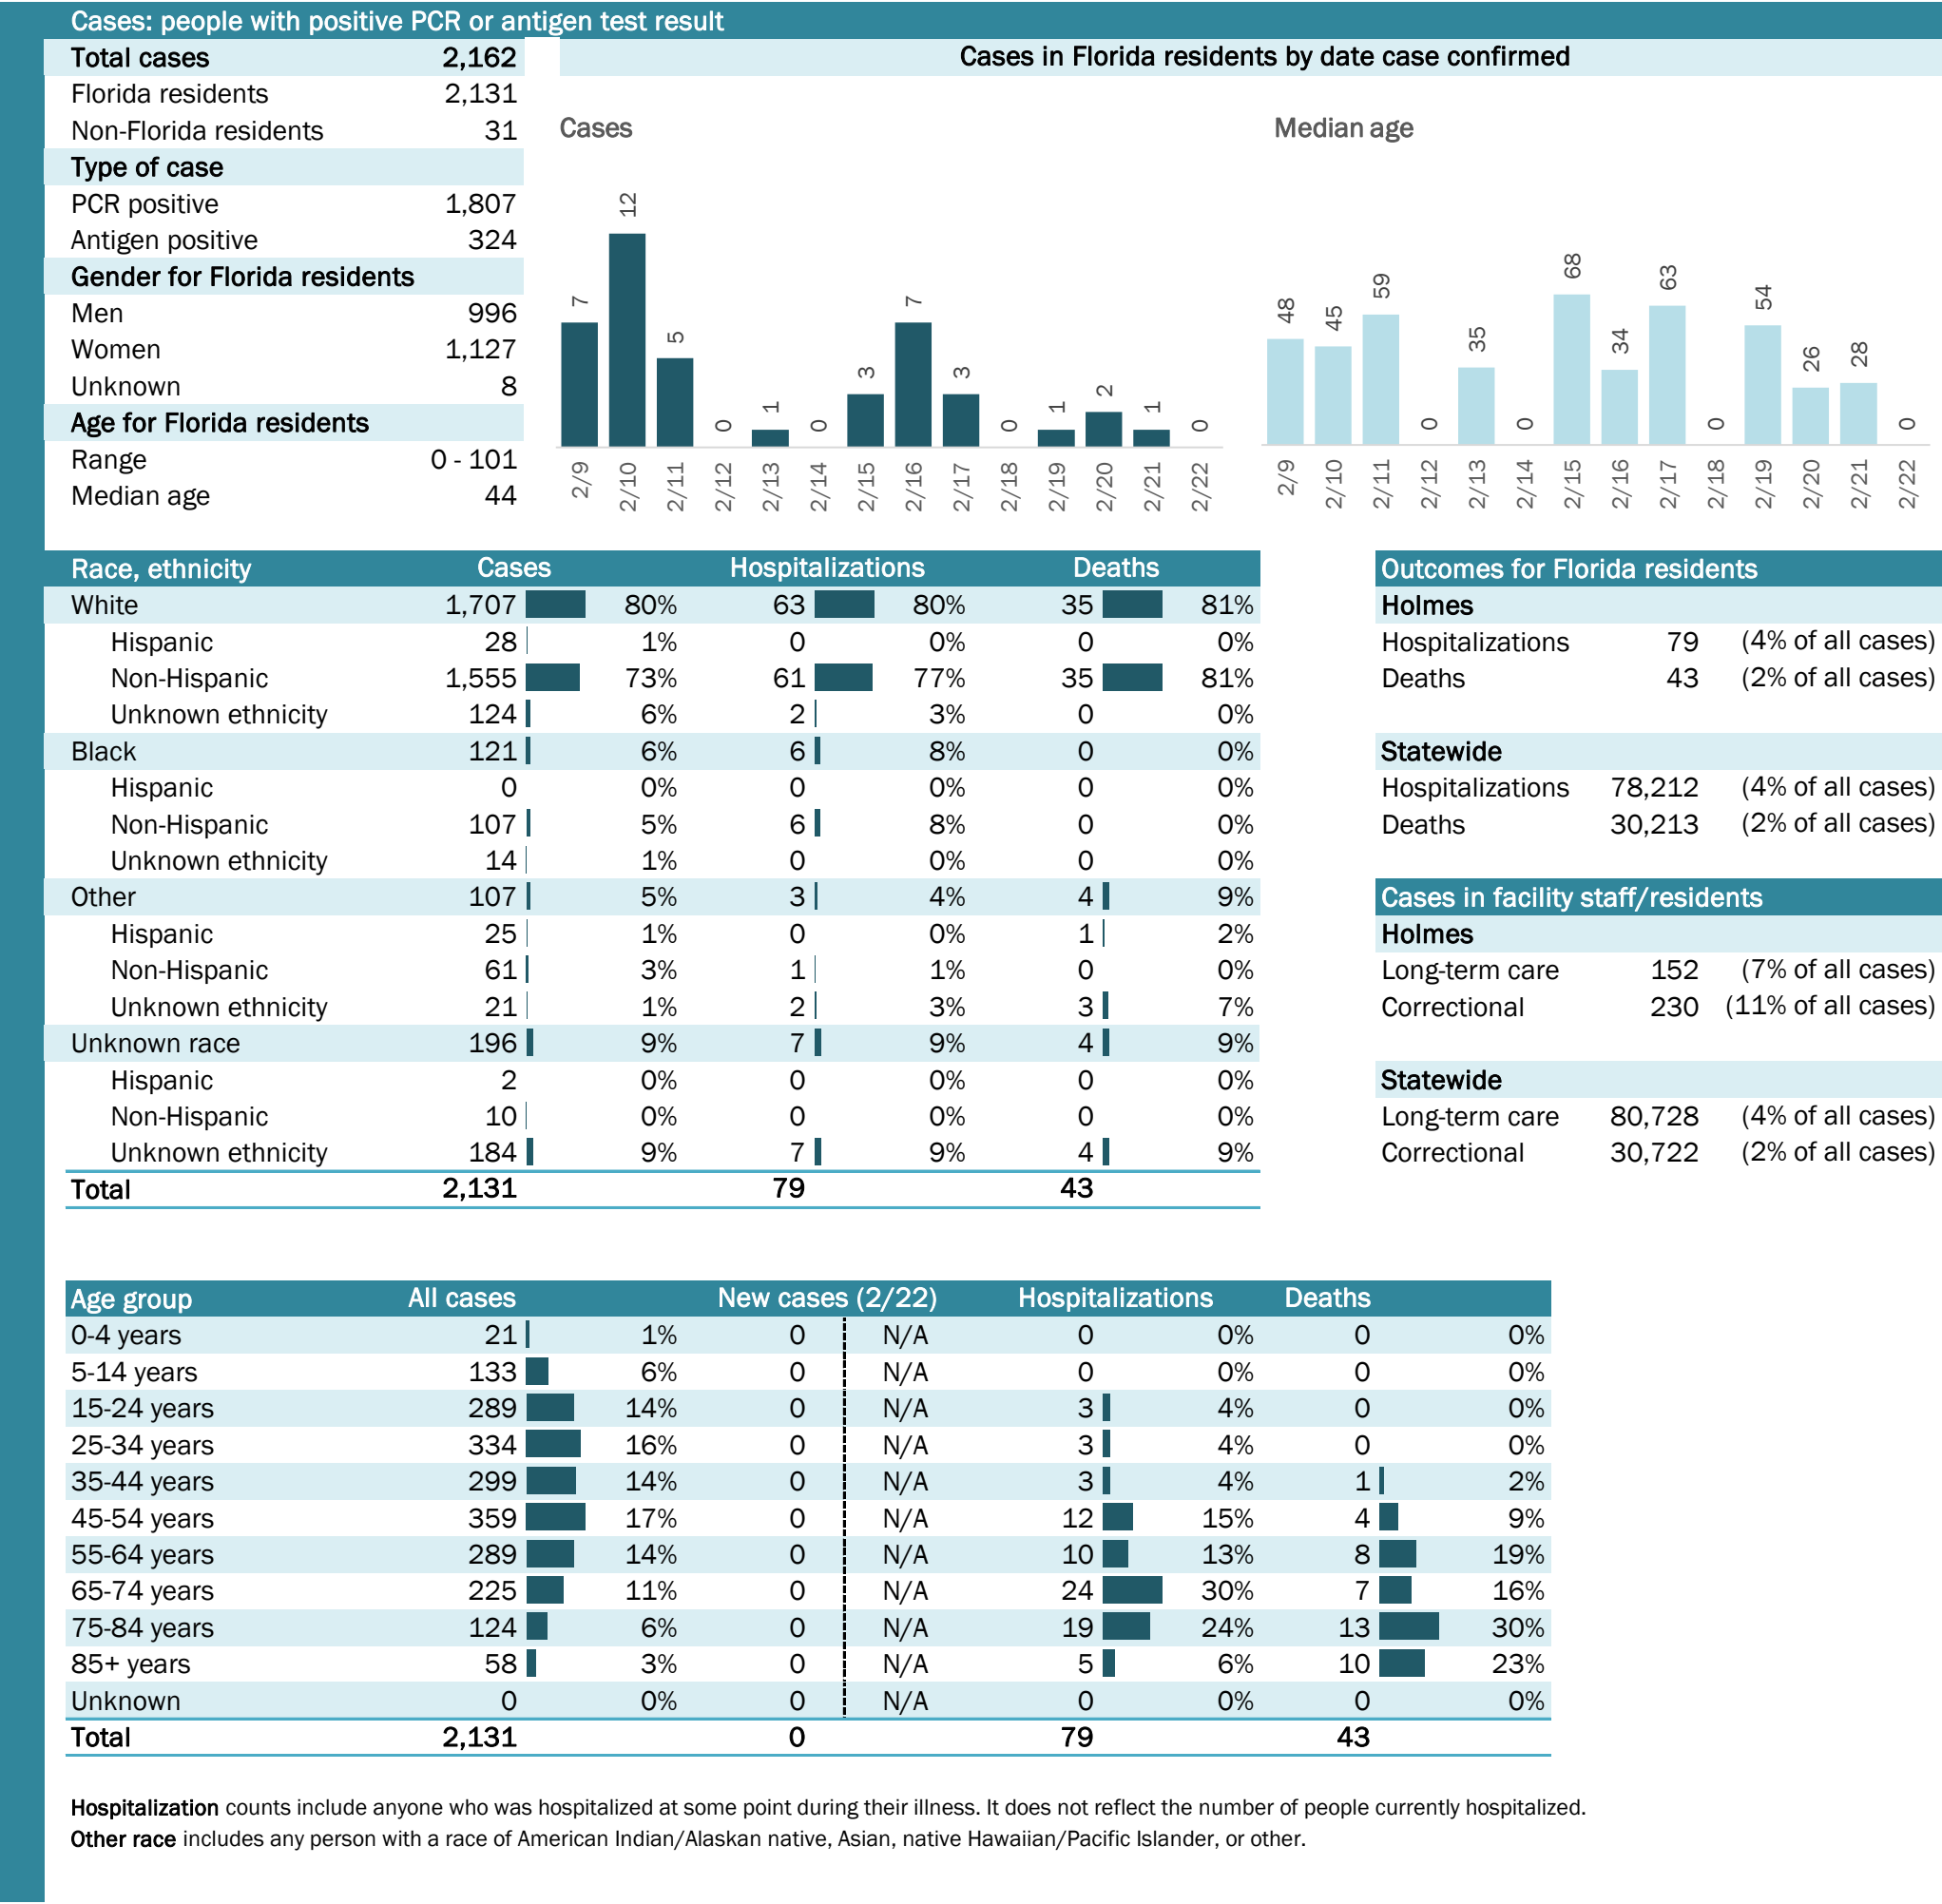 Cases: people with positive PCR or antigen test result
Total cases 2,162
Florida residents 2,131
Non-Florida residents 31
Type of case
PCR positive 1,807
Antigen positive 324
Gender for Florida residents
Men 996
Women 1,127
Unknown 8
Age for Florida residents
Range 0 - 101
Median age 44
Cases in Florida residents by date case confirmed
Cases
7 12 5 0 1 0 3 7 3 0 1 2 1 0
2/9 2/10 2/11 2/12 2/13 2/14 2/15 2/16 2/17 2/18 2/19 2/20 2/21 2/22
Median age
48 45 59 0 35 0 68 34 63 0 54 26 28 0
2/9 2/10 2/11 2/12 2/13 2/14 2/15 2/16 2/17 2/18 2/19 2/20 2/21 2/22
Race, ethnicity Cases Hospitalizations Deaths
White 1,707 80% 63 80% 35 81%
Hispanic 28 1% 0 0% 0 0%
Non-Hispanic 1,555 73% 61 77% 35 81%
Unknown ethnicity 124 6% 2 3% 0 0%
Black 121 6% 6 8% 0 0%
Hispanic 0 0% 0 0% 0 0%
Non-Hispanic 107 5% 6 8% 0 0%
Unknown ethnicity 14 1% 0 0% 0 0%
Other 107 5% 3 4% 4 9%
Hispanic 25 1% 0 0% 1 2%
Non-Hispanic 61 3% 1 1% 0 0%
Unknown ethnicity 21 1% 2 3% 3 7%
Unknown race 196 9% 7 9% 4 9%
Hispanic 2 0% 0 0% 0 0%
Non-Hispanic 10 0% 0 0% 0 0%
Unknown ethnicity 184 9% 7 9% 4 9%
Total 2,131 79 43
Outcomes for Florida residents
Holmes
Hospitalizations 79 (4% of all cases)
Deaths 43 (2% of all cases)
Statewide
Hospitalizations 78,212 (4% of all cases)
Deaths 30,213 (2% of all cases)
Cases in facility staff/residents
Holmes
Long-term care 152 (7% of all cases)
Correctional 230 (11% of all cases)
Statewide
Long-term care 80,728 (4% of all cases)
Correctional 30,722 (2% of all cases)
Age group All cases New cases (2/22) Hospitalizations Deaths
0-4 years 21 1% 0 N/A 0 0% 0 0%
5-14 years 133 6% 0 N/A 0 0% 0 0%
15-24 years 289 14% 0 N/A 3 4% 0 0%
25-34 years 334 16% 0 N/A 3 4% 0 0%
35-44 years 299 14% 0 N/A 3 4% 1 2%
45-54 years 359 17% 0 N/A 12 15% 4 9%
55-64 years 289 14% 0 N/A 10 13% 8 19%
65-74 years 225 11% 0 N/A 24 30% 7 16%
75-84 years 124 6% 0 N/A 19 24% 13 30%
85+ years 58 3% 0 N/A 5 6% 10 23%
Unknown 0 0% 0 N/A 0 0% 0 0%
Total 2,131 0 79 43
Hospitalization counts include anyone who was hospitalized at some point during their illness. It does not reflect the number of people currently hospitalized.
Other race includes any person with a race of American Indian/Alaskan native, Asian, native Hawaiian/Pacific Islander, or other.